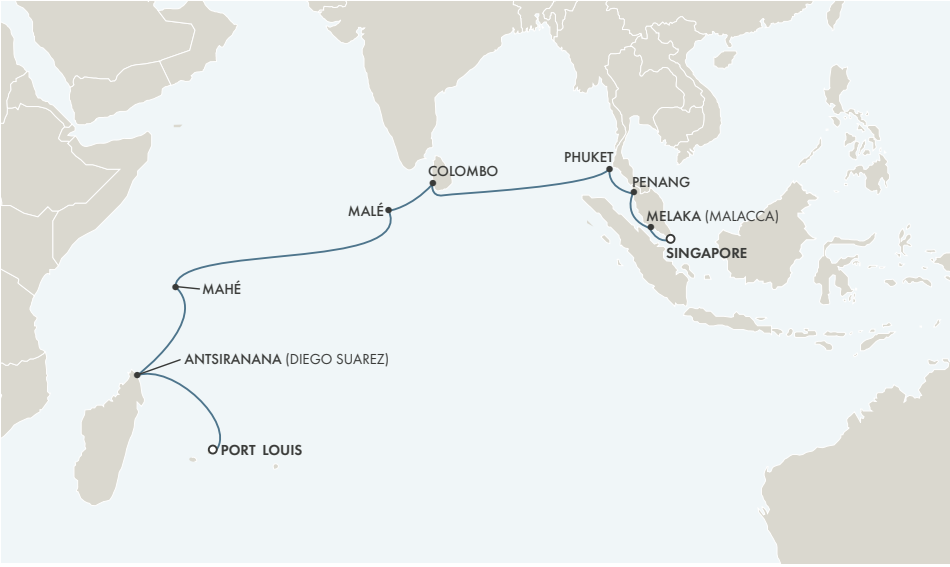 PHUKET
COLOMBO
PENANG
MALÉ
MELAKA (MALACCA)
SINGAPORE
MAHÉ
ANTSIRANANA (DIEGO SUAREZ)
PORT LOUIS